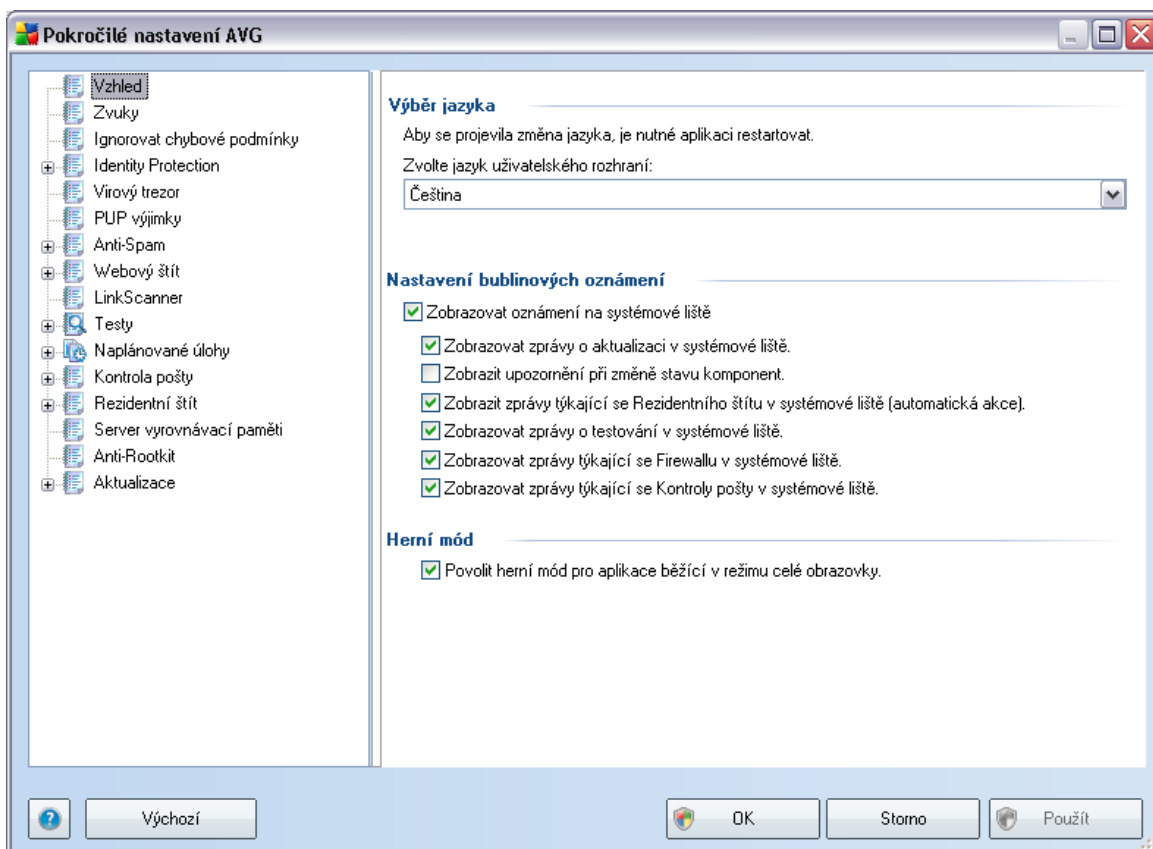 Pokročilé nastavení AVG
Vzhled
Zvuky
Ignorovat chybové podmínky
Identity Protection
Virový trezor
PUP výjimky
Anti-Spam
Webový štít
LinkScanner
Testy
Naplánované úlohy
Kontrola pošty
Rezidentní štít
Server vyrovnávací paměti
Anti-Rootkit
Aktualizace
Výběr jazyka
Aby se projevila změna jazyka, je nutné aplikaci restartovat.
Zvolte jazyk uživatelského rozhraní:
Čeština
Nastavení bublinových oznámení
Zobrazovat oznámení na systémové liště
Zobrazovat zprávy o aktualizaci v systémové liště.
Zobrazit upozornění při změně stavu komponent.
Zobrazit zprávy týkající se Rezidentního štítu v systémové liště (automatická akce).
Zobrazovat zprávy o testování v systémové liště.
Zobrazovat zprávy týkající se Firewallu v systémové liště.
Zobrazovat zprávy týkající se Kontroly pošty v systémové liště.
Herní mód
Povolit herní mód pro aplikace běžící v režimu celé obrazovky.
Výchozí
OK
Storno
Použít